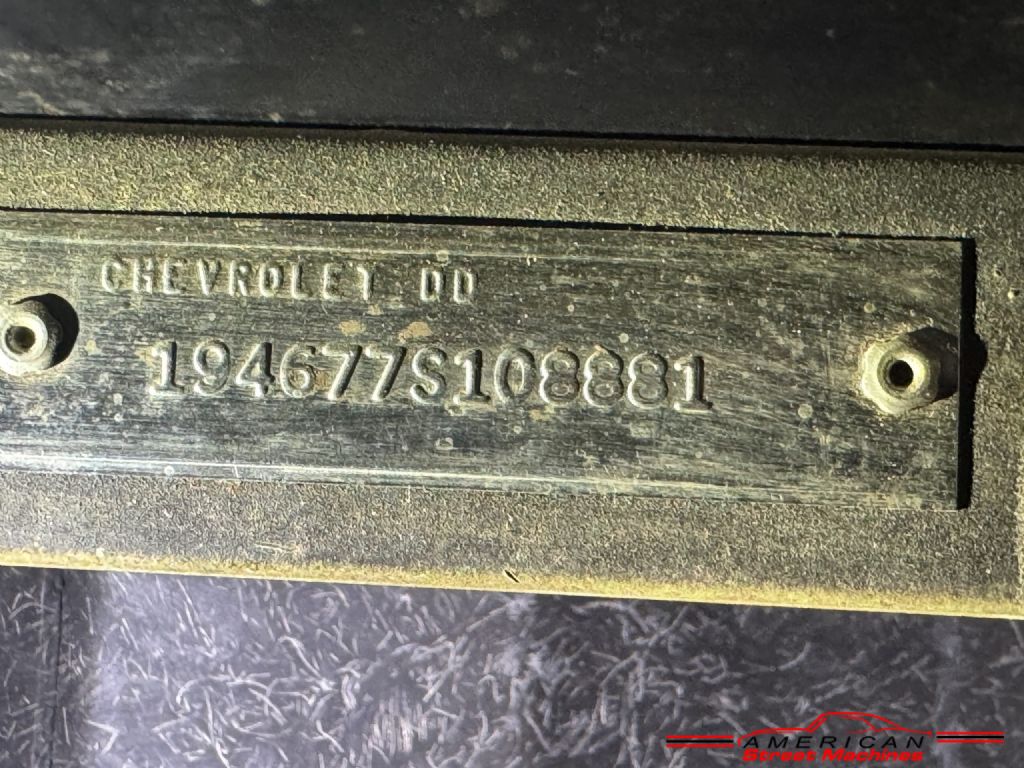 CHEVROLET DD
194677S108881
AMERICAN
Street Machines